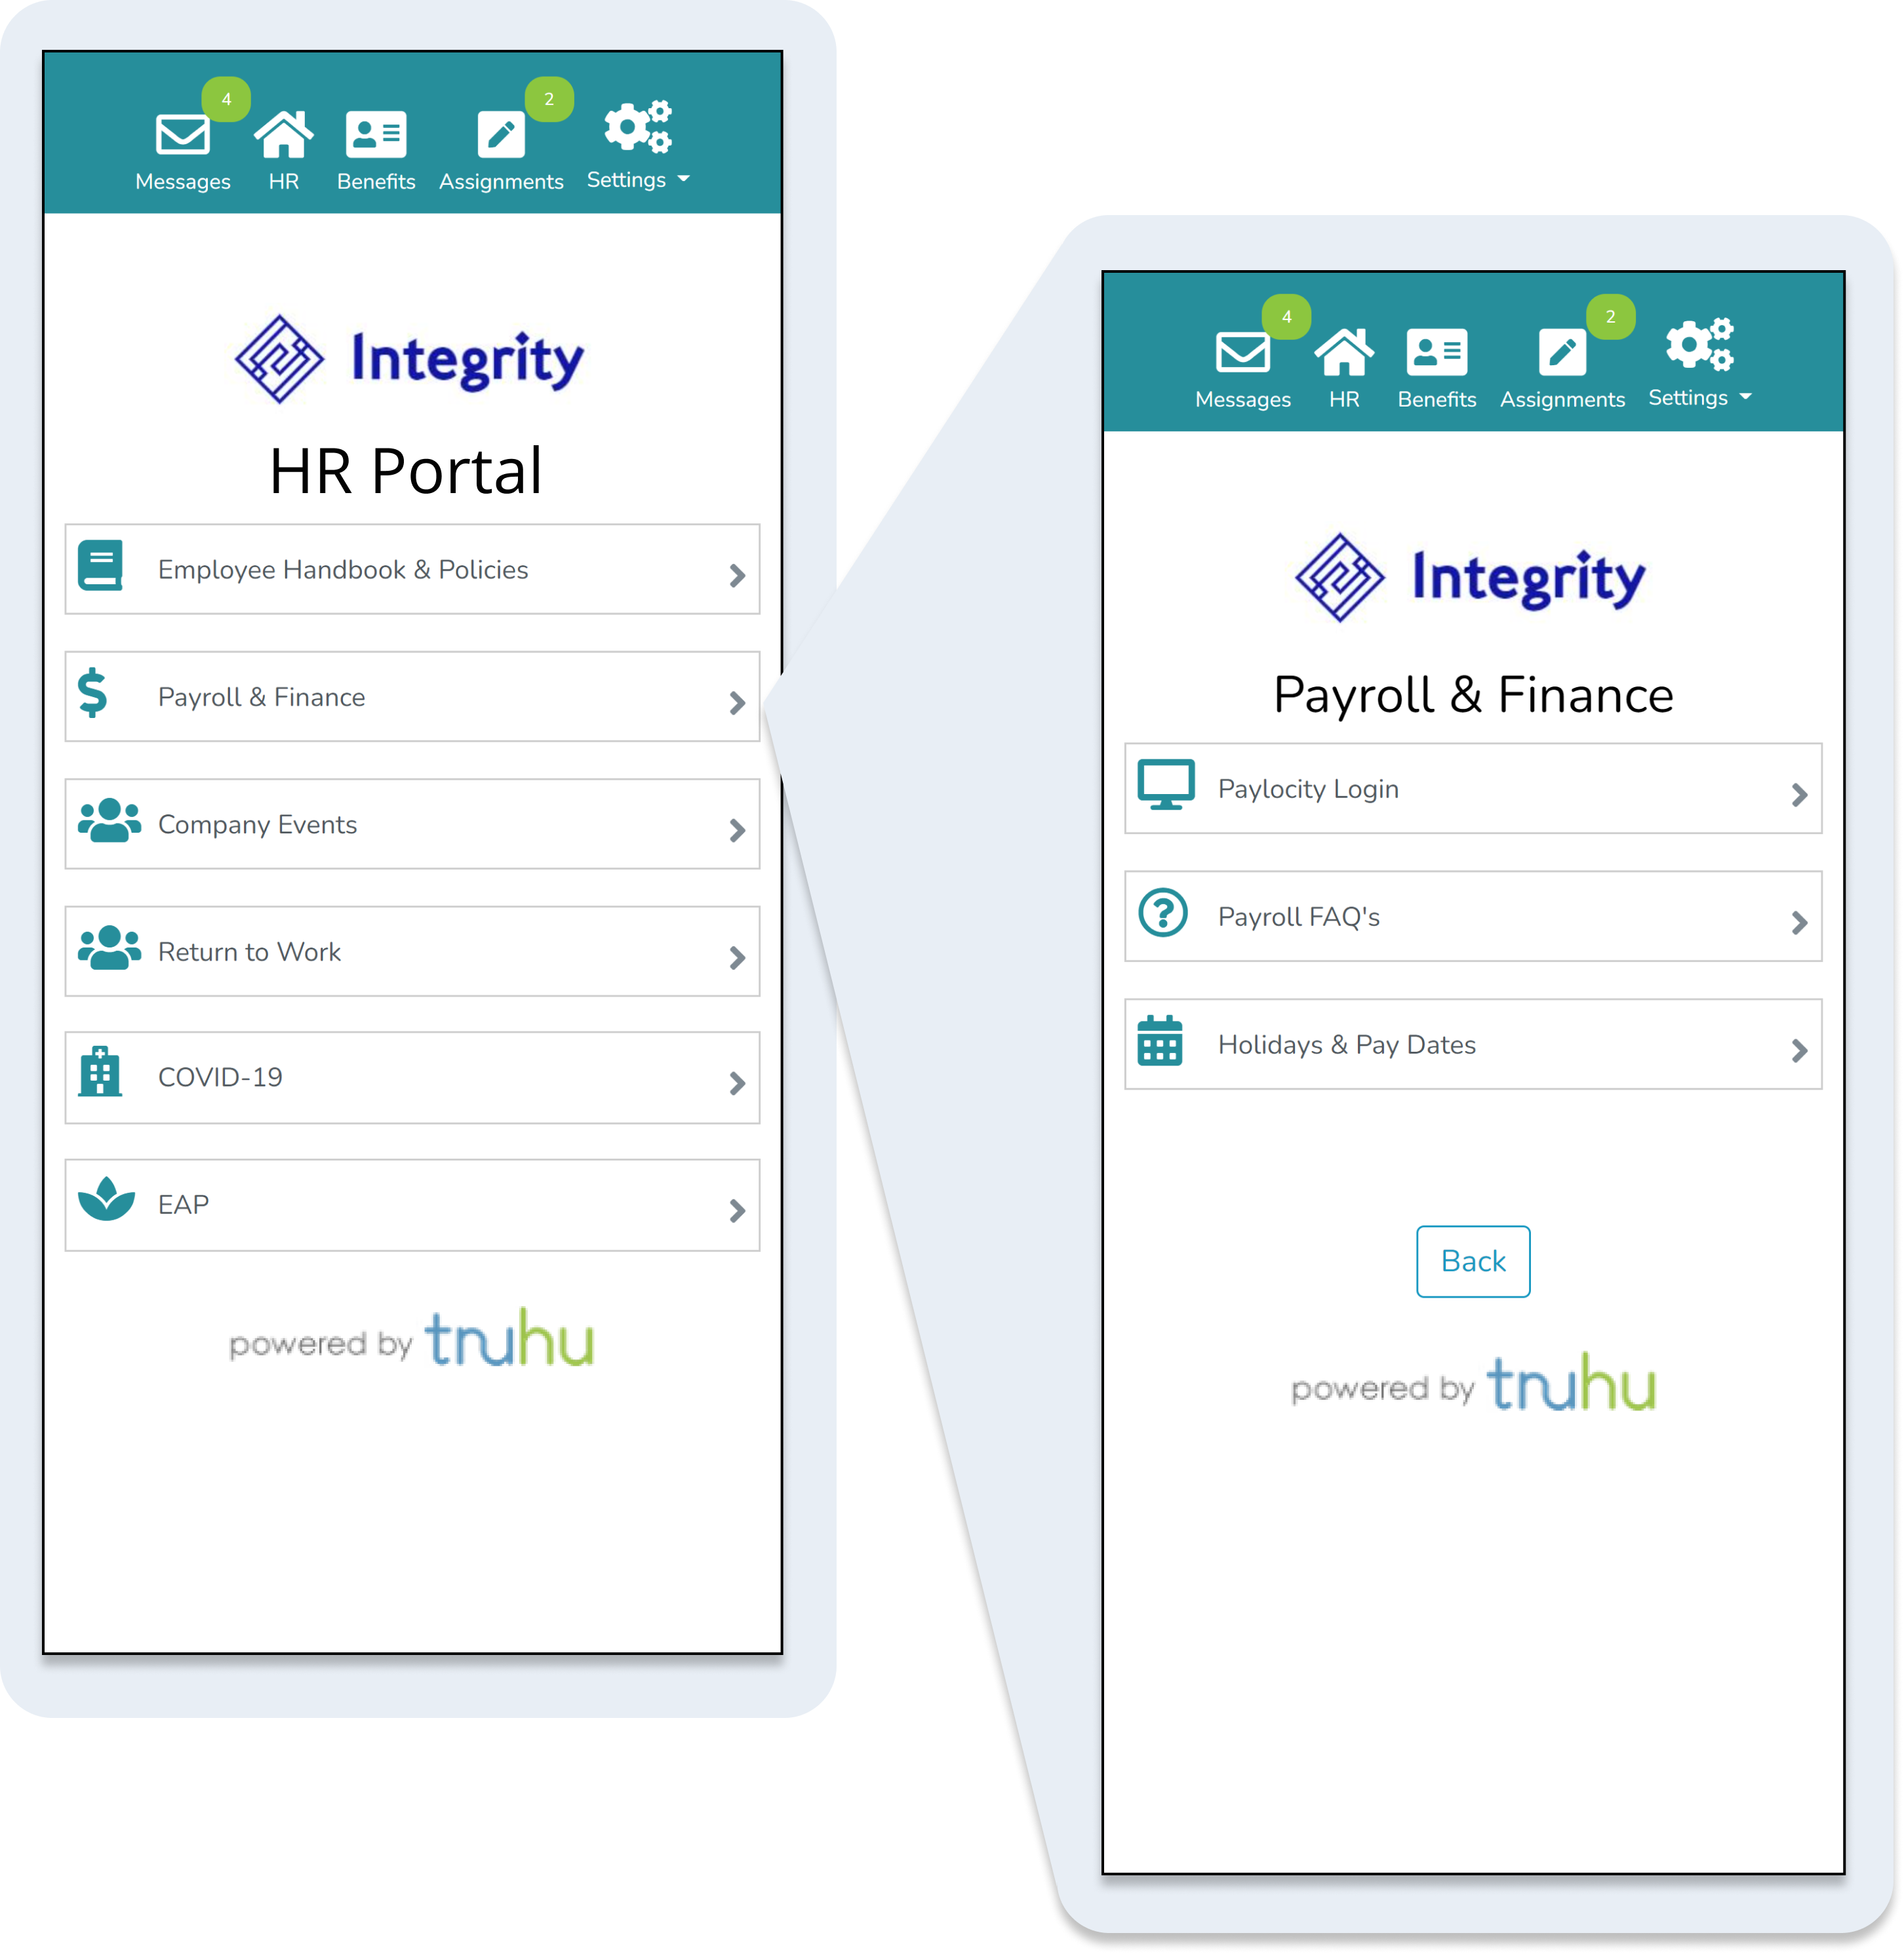 4
2
Messages HR Benefits Assignments Settings
Integrity
HR Portal
Employee Handbook & Policies
Payroll & Finance
Company Events
Return to Work
COVID-19
EAP
powered by truhu
4
2
Messages HR Benefits Assignments Settings
Integrity
Payroll & Finance
Paylocity Login
Payroll FAQ's
Holidays & Pay Dates
Back
powered by truhu